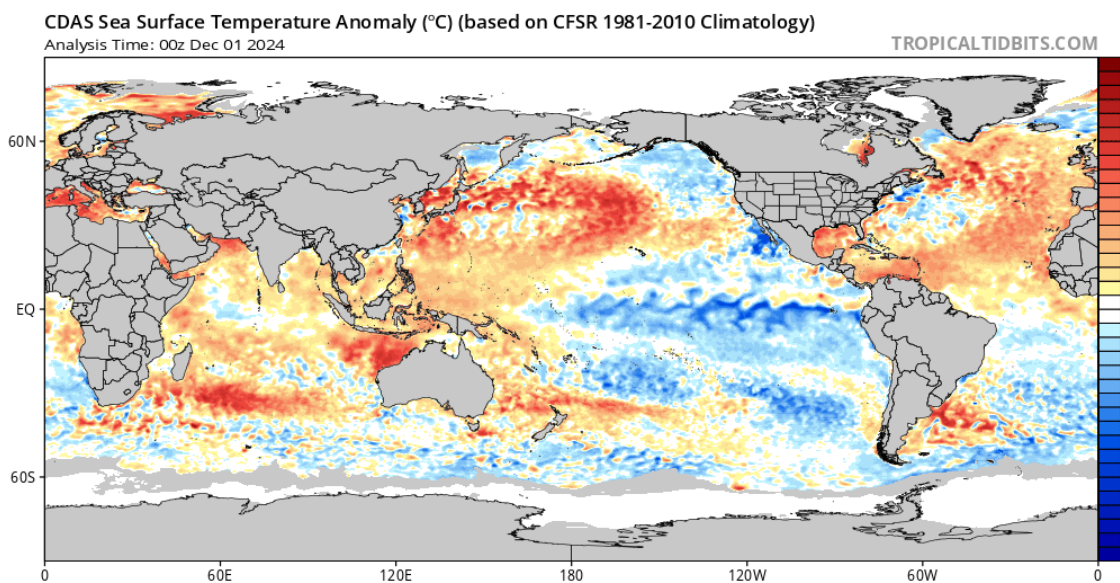 CDAS Sea Surface Temperature Anomaly (°C) (based on CFSR 1981-2010 Climatology)
Analysis Time: 00z Dec 01 2024
TROPICALTIDBITS.COM
60N
EQ
60S
0
60E
120E
180
120W
60W
0